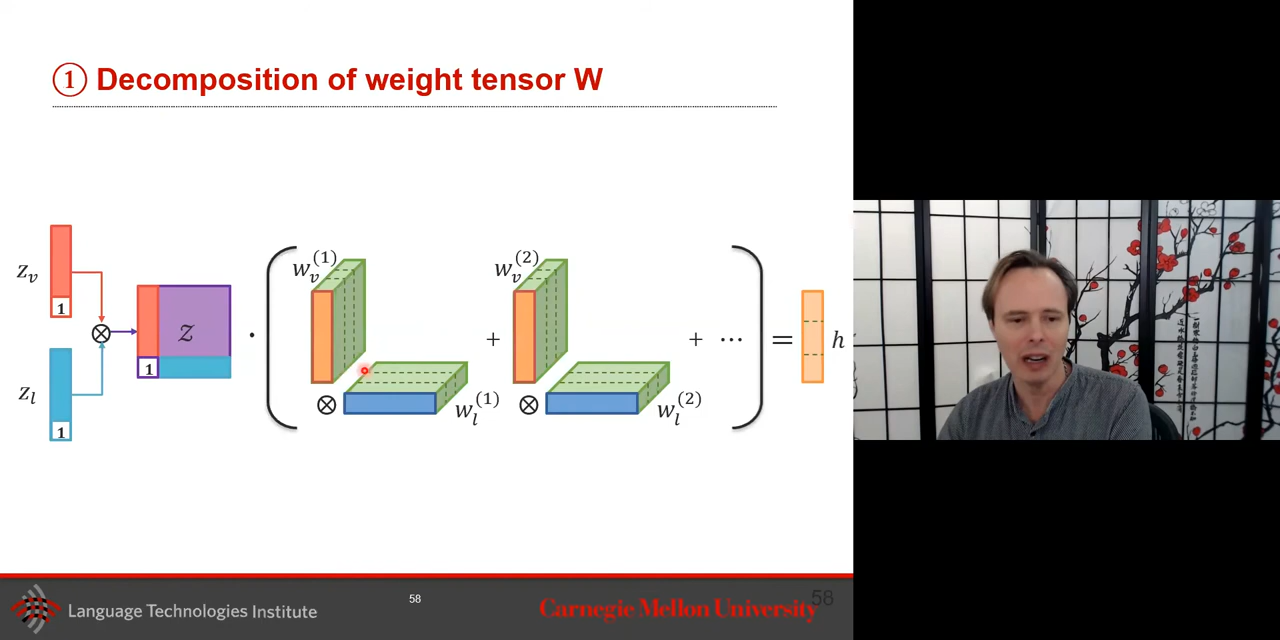 ① Decomposition of weight tensor W
z_v
1
z_l
1
⊗
1
𝒵
·
w_v^(1)
⊗
w_l^(1)
+
w_v^(2)
⊗
w_l^(2)
+ ⋯
=
h
Language Technologies Institute
58
Carnegie Mellon University
58